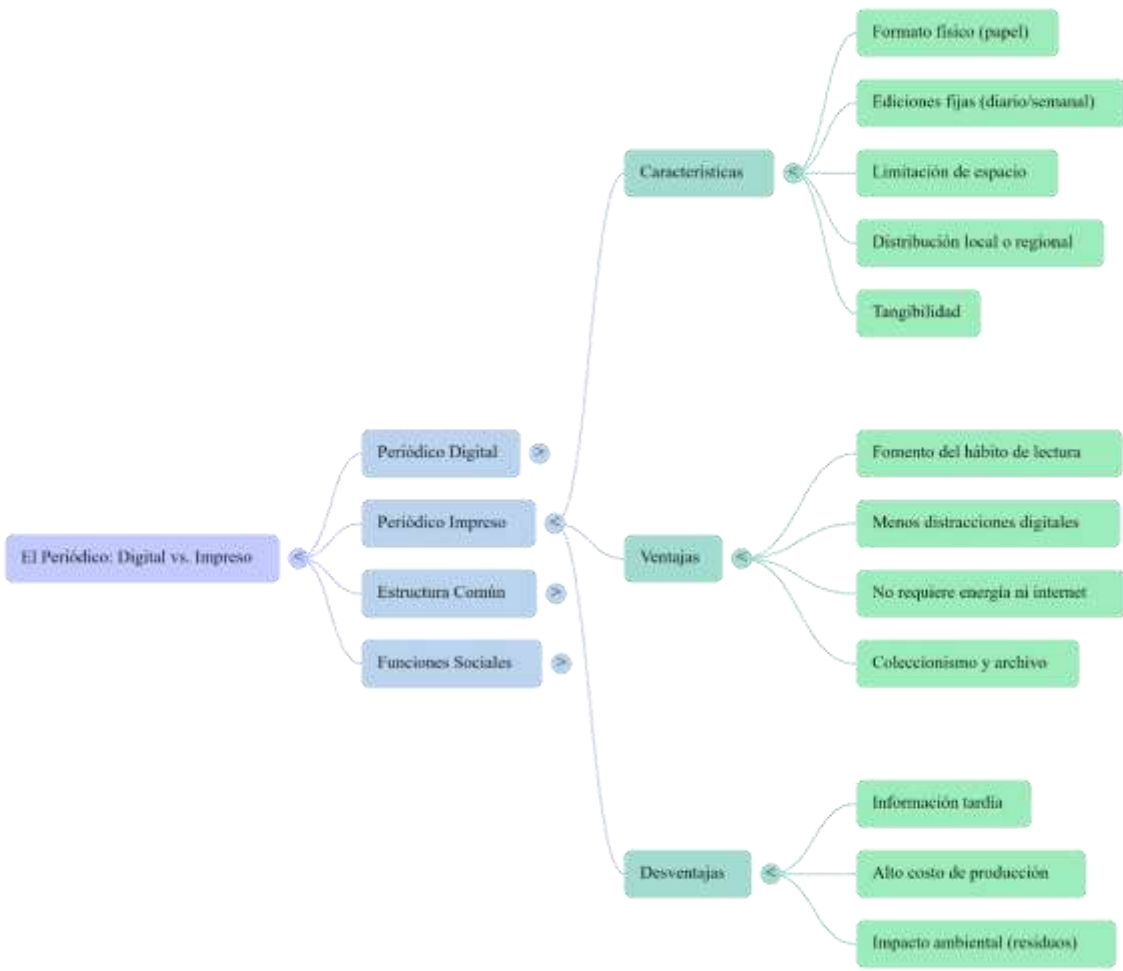 El Periódico: Digital vs. Impreso
Periódico Digital
Periódico Impreso
Estructura Común
Funciones Sociales
Características
Formato físico (papel)
Ediciones fijas (diario/semanal)
Limitación de espacio
Distribución local o regional
Tangibilidad
Ventajas
Fomento del hábito de lectura
Menos distracciones digitales
No requiere energía ni internet
Coleccionismo y archivo
Desventajas
Información tardía
Alto costo de producción
Impacto ambiental (residuos)